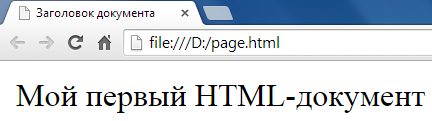 Заголовок документа
file:///D:/page.html
Мой первый HTML-документ